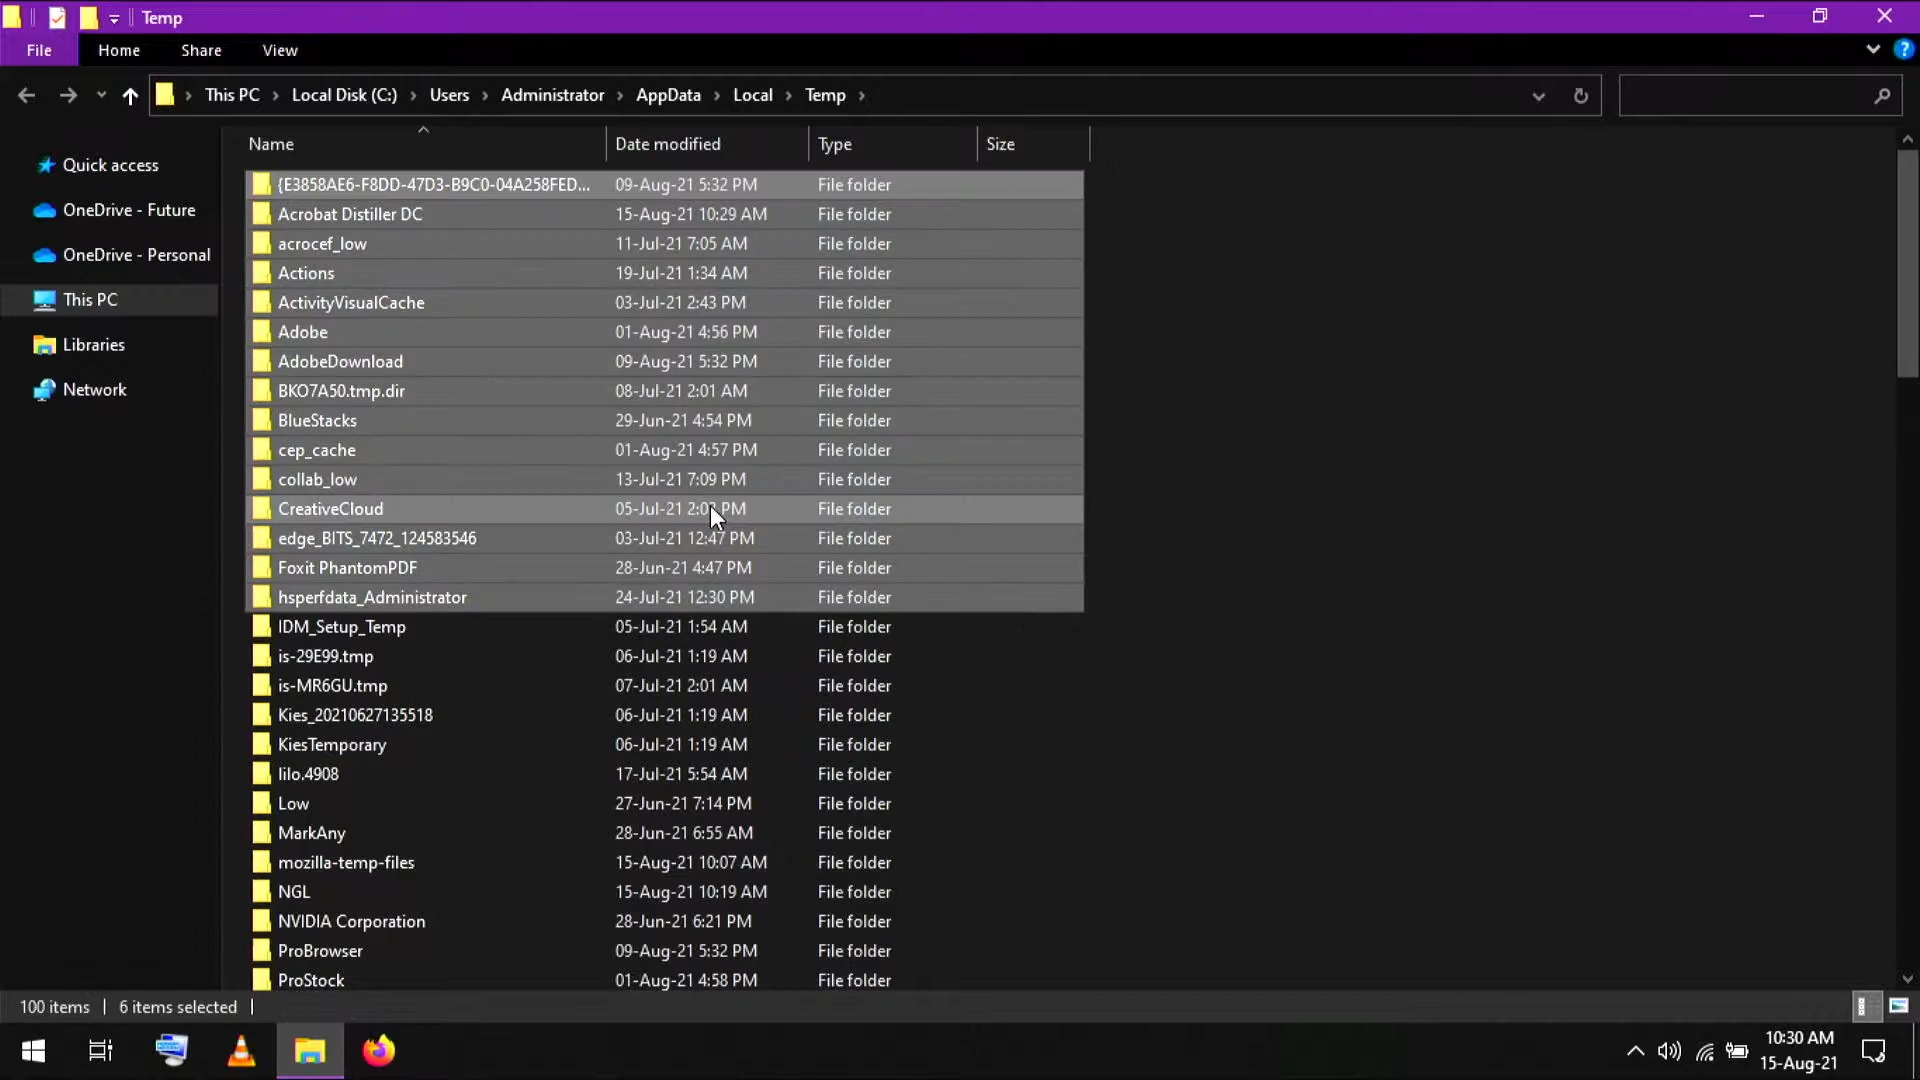 Temp
File Home Share View
This PC Local Disk (C:) Users Administrator AppData Local Temp
Quick access
OneDrive - Future
OneDrive - Personal
This PC
Libraries
Network
Name Date modified Type Size
{E3858AE6-F8DD-47D3-B9C0-04A258FED... 09-Aug-21 5:32 PM File folder
Acrobat Distiller DC 15-Aug-21 10:29 AM File folder
acrocef_low 11-Jul-21 7:05 AM File folder
Actions 19-Jul-21 1:34 AM File folder
ActivityVisualCache 03-Jul-21 2:43 PM File folder
Adobe 01-Aug-21 4:56 PM File folder
AdobeDownload 09-Aug-21 5:32 PM File folder
BKO7A50.tmp.dir 08-Jul-21 2:01 AM File folder
BlueStacks 29-Jun-21 4:54 PM File folder
cep_cache 01-Aug-21 4:57 PM File folder
collab_low 13-Jul-21 7:09 PM File folder
CreativeCloud 05-Jul-21 PM File folder
edge_BITS_7472_124583546 03-Jul-21 12:47 PM File folder
Foxit PhantomPDF 28-Jun-21 4:47 PM File folder
hsperfdata_Administrator 24-Jul-21 12:30 PM File folder
IDM_Setup_Temp 05-Jul-21 1:54 AM File folder
is-29E99.tmp 06-Jul-21 1:19 AM File folder
is-MR6GU.tmp 07-Jul-21 2:01 AM File folder
Kies_20210627135518 06-Jul-21 1:19 AM File folder
KiesTemporary 06-Jul-21 1:19 AM File folder
lilo.4908 17-Jul-21 5:54 AM File folder
Low 27-Jun-21 7:14 PM File folder
MarkAny 28-Jun-21 6:55 AM File folder
mozilla-temp-files 15-Aug-21 10:07 AM File folder
NGL 15-Aug-21 10:19 AM File folder
NVIDIA Corporation 28-Jun-21 6:21 PM File folder
ProBrowser 09-Aug-21 5:32 PM File folder
ProStock 01-Aug-21 4:58 PM File folder
100 items 6 items selected
10:30 AM
15-Aug-21